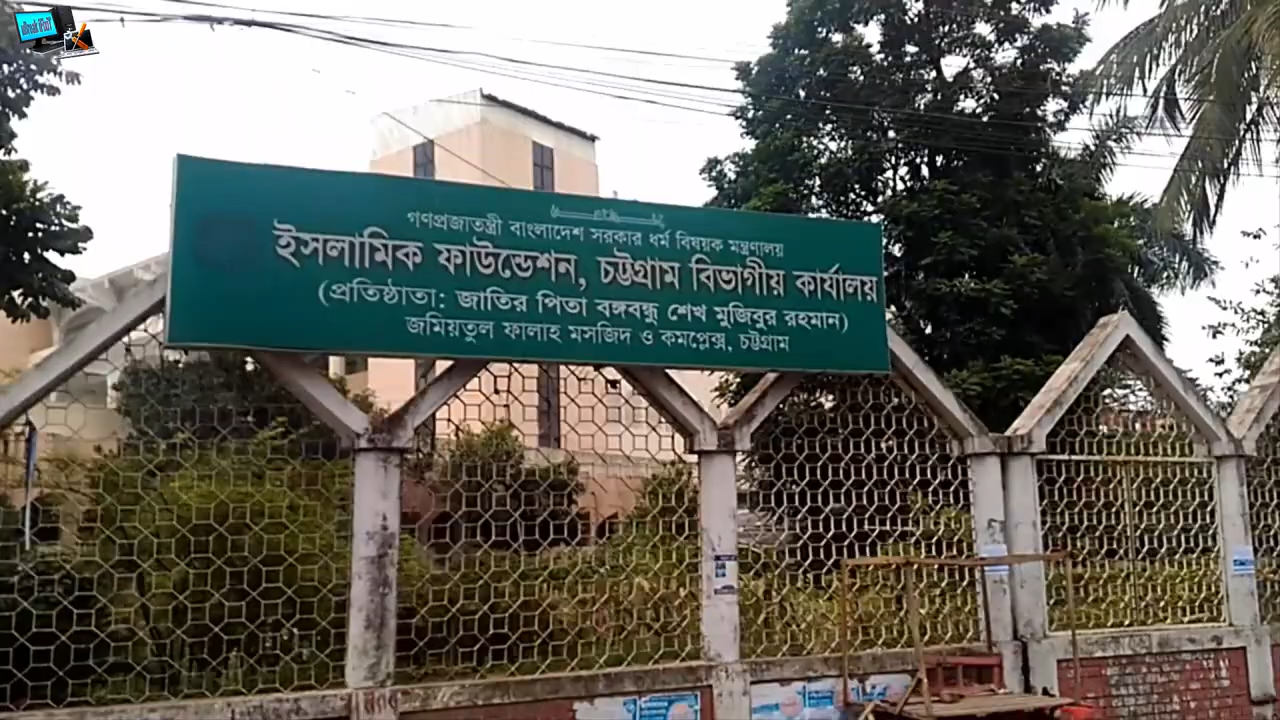 গণপ্রজাতন্ত্রী বাংলাদেশ সরকার ধর্ম বিষয়ক মন্ত্রণালয়
ইসলামিক ফাউন্ডেশন, চট্টগ্রাম বিভাগীয় কার্যালয়
(প্রতিষ্ঠাতা: জাতির পিতা বঙ্গবন্ধু শেখ মুজিবুর রহমান)
জমিয়তুল ফালাহ মসজিদ ও কমপ্লেক্স, চট্টগ্রাম